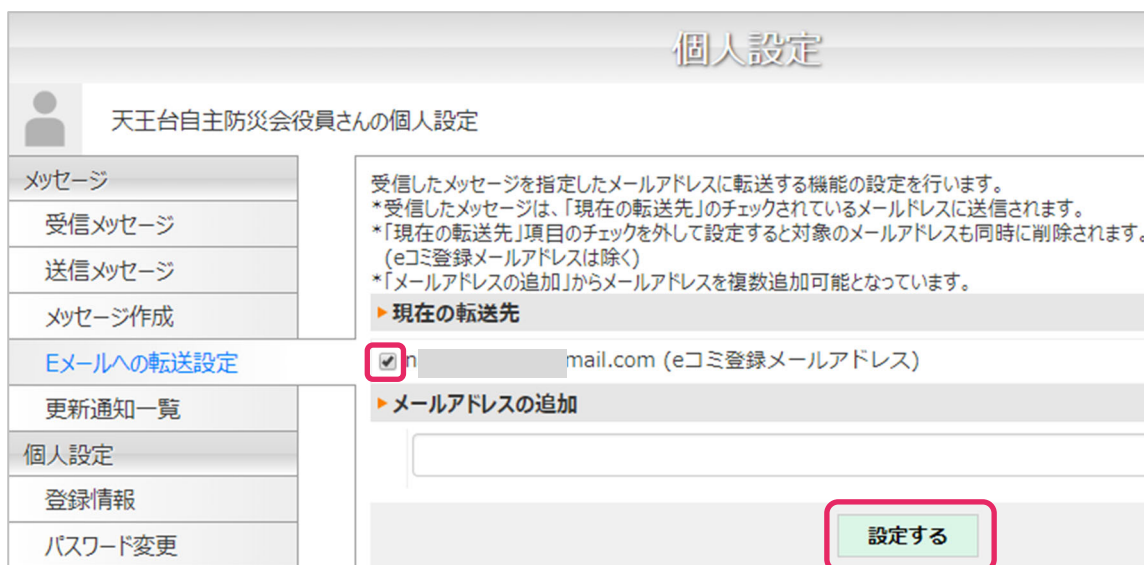 個人設定
天王台自主防災会役員さんの個人設定
メッセージ
受信メッセージ
送信メッセージ
メッセージ作成
Eメールへの転送設定
更新通知一覧
個人設定
登録情報
パスワード変更
受信したメッセージを指定したメールアドレスに転送する機能の設定を行います。
*受信したメッセージは、「現在の転送先」のチェックされているメールドレスに送信されます。
*「現在の転送先」項目のチェックを外して設定すると対象のメールアドレスも同時に削除されます。
(eコミ登録メールアドレスは除く)
*「メールアドレスの追加」からメールアドレスを複数追加可能となっています。
現在の転送先
n mail.com (eコミ登録メールアドレス)
メールアドレスの追加
設定する